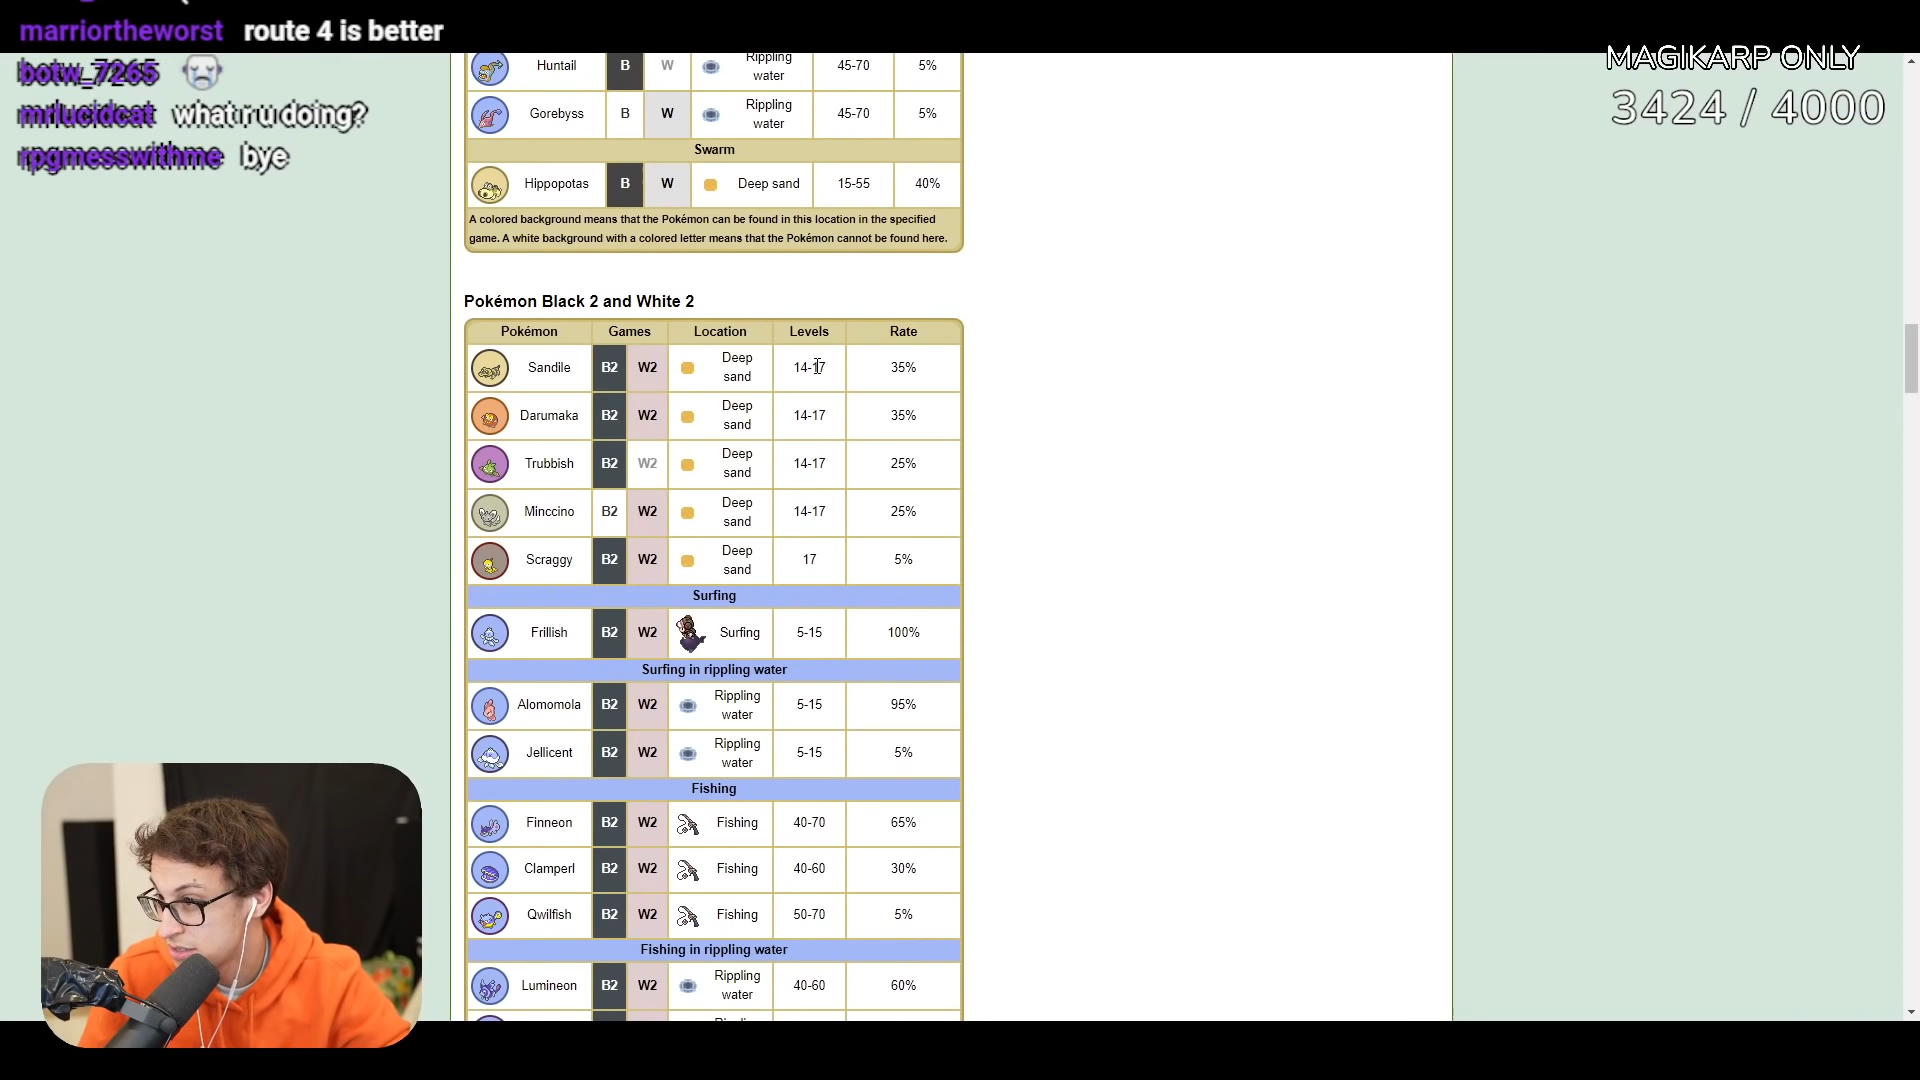 marriortheworst route 4 is better
botw_7265
mrlucidcat what r u doing?
rpgmesswithme bye
MAGIKARP ONLY
3424 / 4000
Huntail B W Rippling water 45-70 5%
Gorebyss B W Rippling water 45-70 5%
Swarm
Hippopotas B W Deep sand 15-55 40%
A colored background means that the Pokémon can be found in this location in the specified
game. A white background with a colored letter means that the Pokémon cannot be found here.
Pokémon Black 2 and White 2
Pokémon Games Location Levels Rate
Sandile B2 W2 Deep sand 14-17 35%
Darumaka B2 W2 Deep sand 14-17 35%
Trubbish B2 W2 Deep sand 14-17 25%
Minccino B2 W2 Deep sand 14-17 25%
Scraggy B2 W2 Deep sand 17 5%
Surfing
Frillish B2 W2 Surfing 5-15 100%
Surfing in rippling water
Alomomola B2 W2 Rippling water 5-15 95%
Jellicent B2 W2 Rippling water 5-15 5%
Fishing
Finneon B2 W2 Fishing 40-70 65%
Clamperl B2 W2 Fishing 40-60 30%
Qwilfish B2 W2 Fishing 50-70 5%
Fishing in rippling water
Lumineon B2 W2 Rippling water 40-60 60%